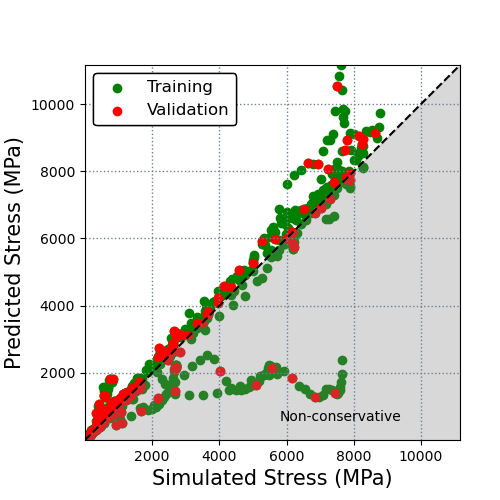 Training
Validation
10000
8000
6000
4000
2000
Predicted Stress (MPa)
Non-conservative
2000 4000 6000 8000 10000
Simulated Stress (MPa)